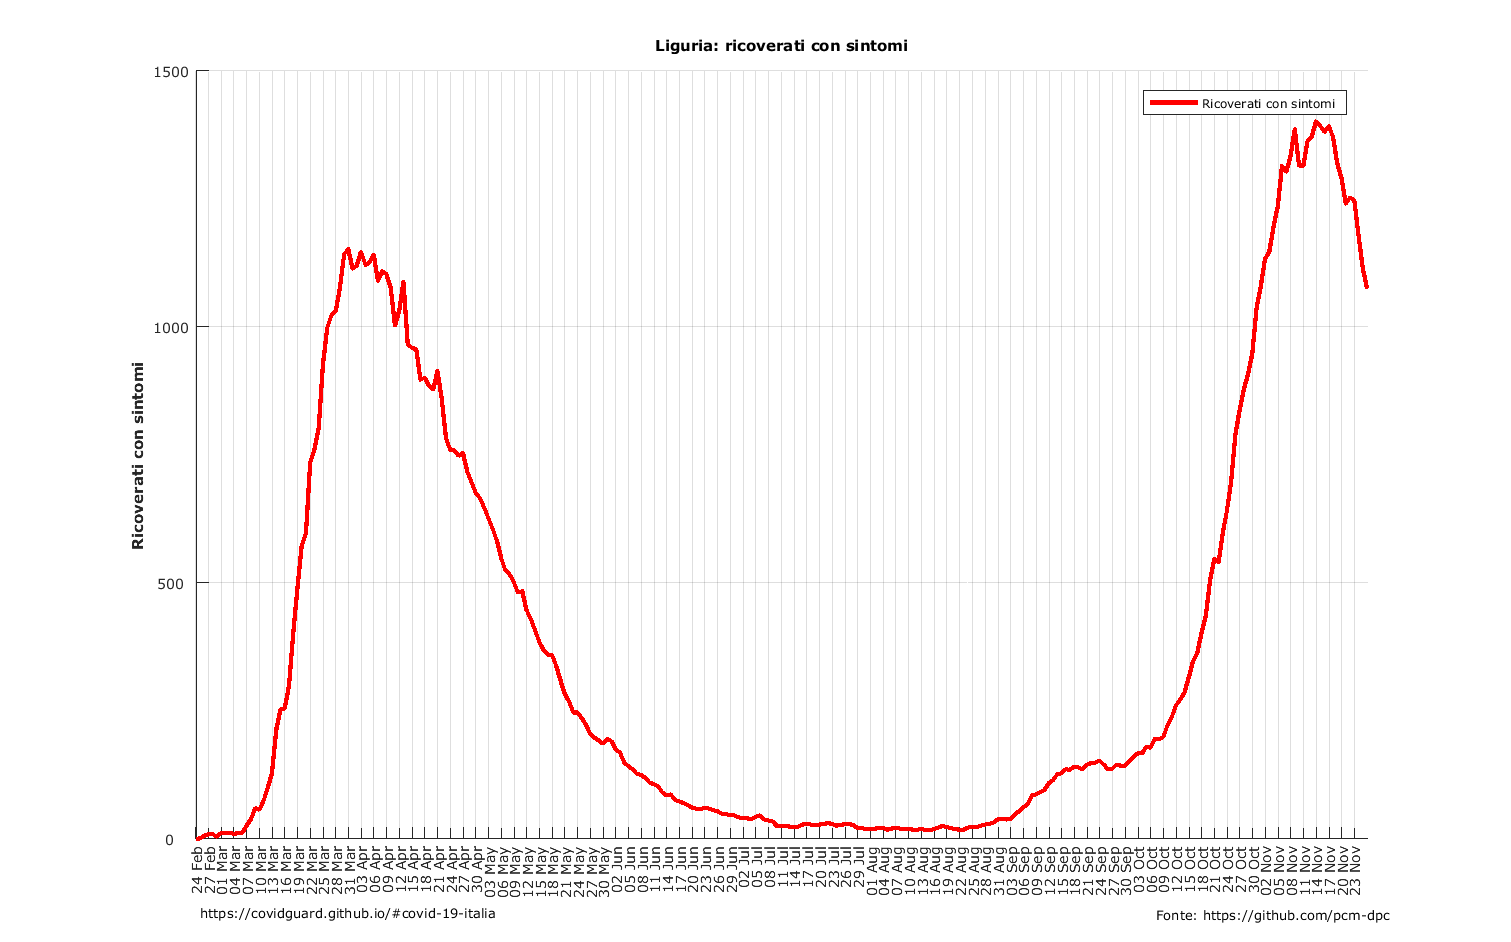 Liguria: ricoverati con sintomi
Ricoverati con sintomi
Ricoverati con sintomi
1500
1000
500
0
24 Feb
27 Feb
01 Mar
04 Mar
07 Mar
10 Mar
13 Mar
16 Mar
19 Mar
22 Mar
25 Mar
28 Mar
31 Mar
03 Apr
06 Apr
09 Apr
12 Apr
15 Apr
18 Apr
21 Apr
24 Apr
27 Apr
30 Apr
03 May
06 May
09 May
12 May
15 May
18 May
21 May
24 May
27 May
30 May
02 Jun
05 Jun
08 Jun
11 Jun
14 Jun
17 Jun
20 Jun
23 Jun
26 Jun
29 Jun
02 Jul
05 Jul
08 Jul
11 Jul
14 Jul
17 Jul
20 Jul
23 Jul
26 Jul
29 Jul
01 Aug
04 Aug
07 Aug
10 Aug
13 Aug
16 Aug
19 Aug
22 Aug
25 Aug
28 Aug
31 Aug
03 Sep
06 Sep
09 Sep
12 Sep
15 Sep
18 Sep
21 Sep
24 Sep
27 Sep
30 Sep
03 Oct
06 Oct
09 Oct
12 Oct
15 Oct
18 Oct
21 Oct
24 Oct
27 Oct
30 Oct
02 Nov
05 Nov
08 Nov
11 Nov
14 Nov
17 Nov
20 Nov
23 Nov
https://covidguard.github.io/#covid-19-italia
Fonte: https://github.com/pcm-dpc